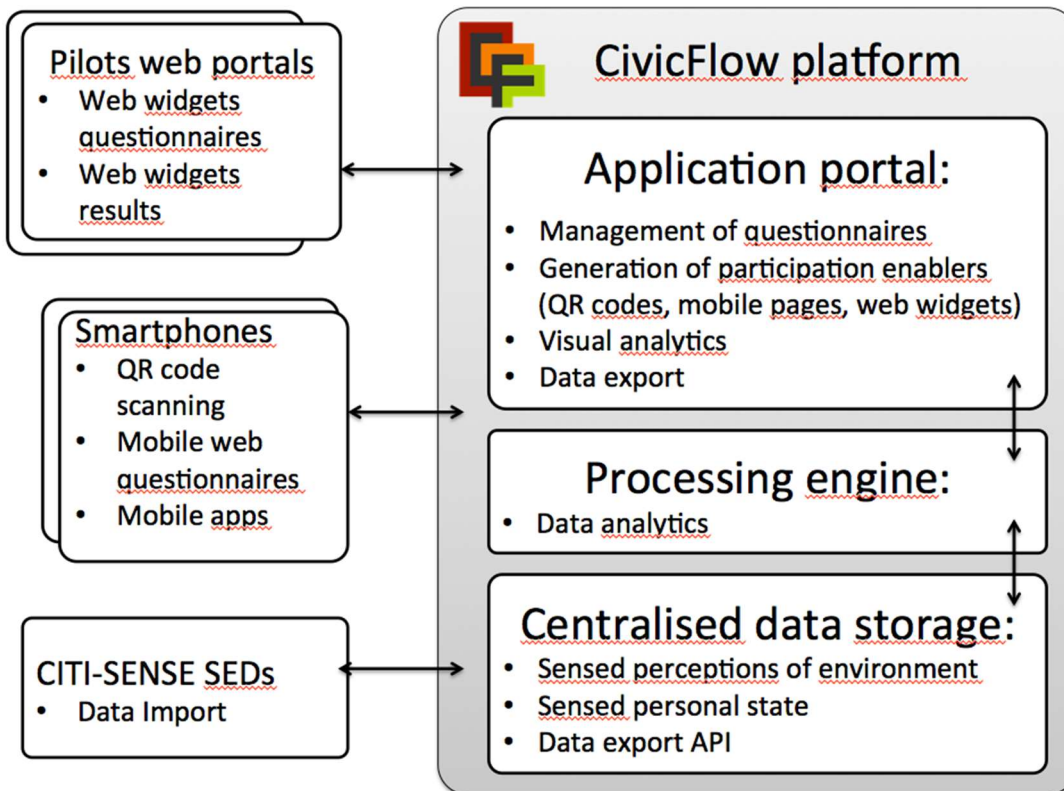 Pilots web portals
• Web widgets
questionnaires
• Web widgets
results
Smartphones
• QR code
scanning
• Mobile web
questionnaires
• Mobile apps
CITI-SENSE SEDs
• Data Import
CF
CivicFlow platform
Application portal:
• Management of questionnaires
• Generation of participation enablers
(QR codes, mobile pages, web widgets)
• Visual analytics
• Data export
Processing engine:
• Data analytics
Centralised data storage:
• Sensed perceptions of environment
• Sensed personal state
• Data export API